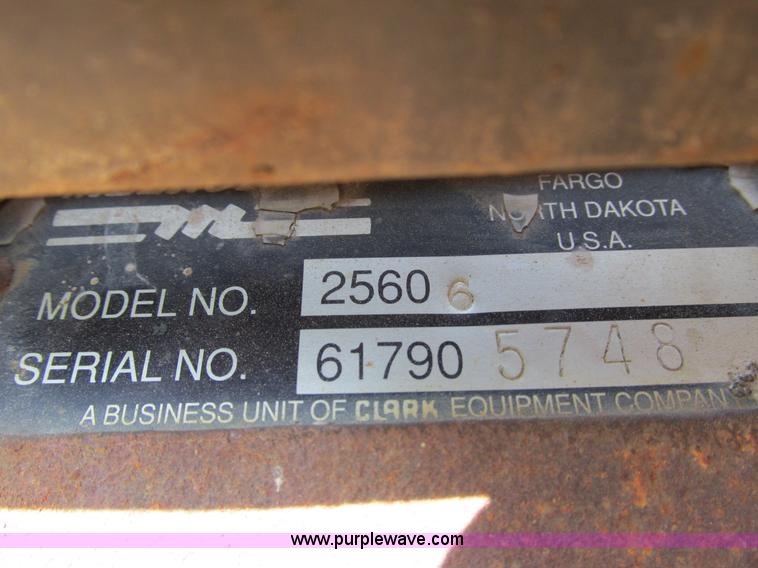 FARGO
NORTH DAKOTA
U.S.A.
MODEL NO. 2560 6
SERIAL NO. 61790 5748
A BUSINESS UNIT OF CLARK EQUIPMENT COMPAN
www.purplewave.com